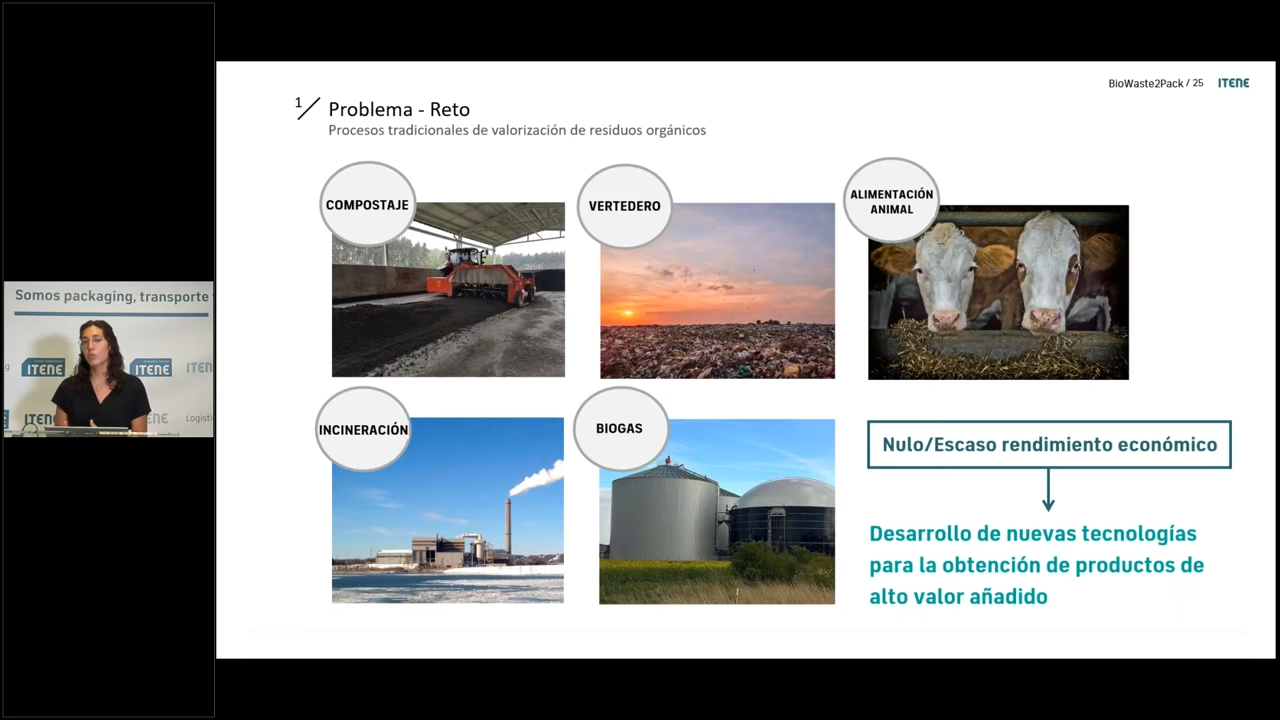 BioWaste2Pack / 25 ITENE
1/ Problema - Reto
Procesos tradicionales de valorización de residuos orgánicos
COMPOSTAJE
VERTEDERO
ALIMENTACIÓN
ANIMAL
INCINERACIÓN
BIOGAS
Nulo/Escaso rendimiento económico
Desarrollo de nuevas tecnologías
para la obtención de productos de
alto valor añadido
Somos packaging, transporte
ITENE
ITENE
ITEN
ITENE
ENE
Logist